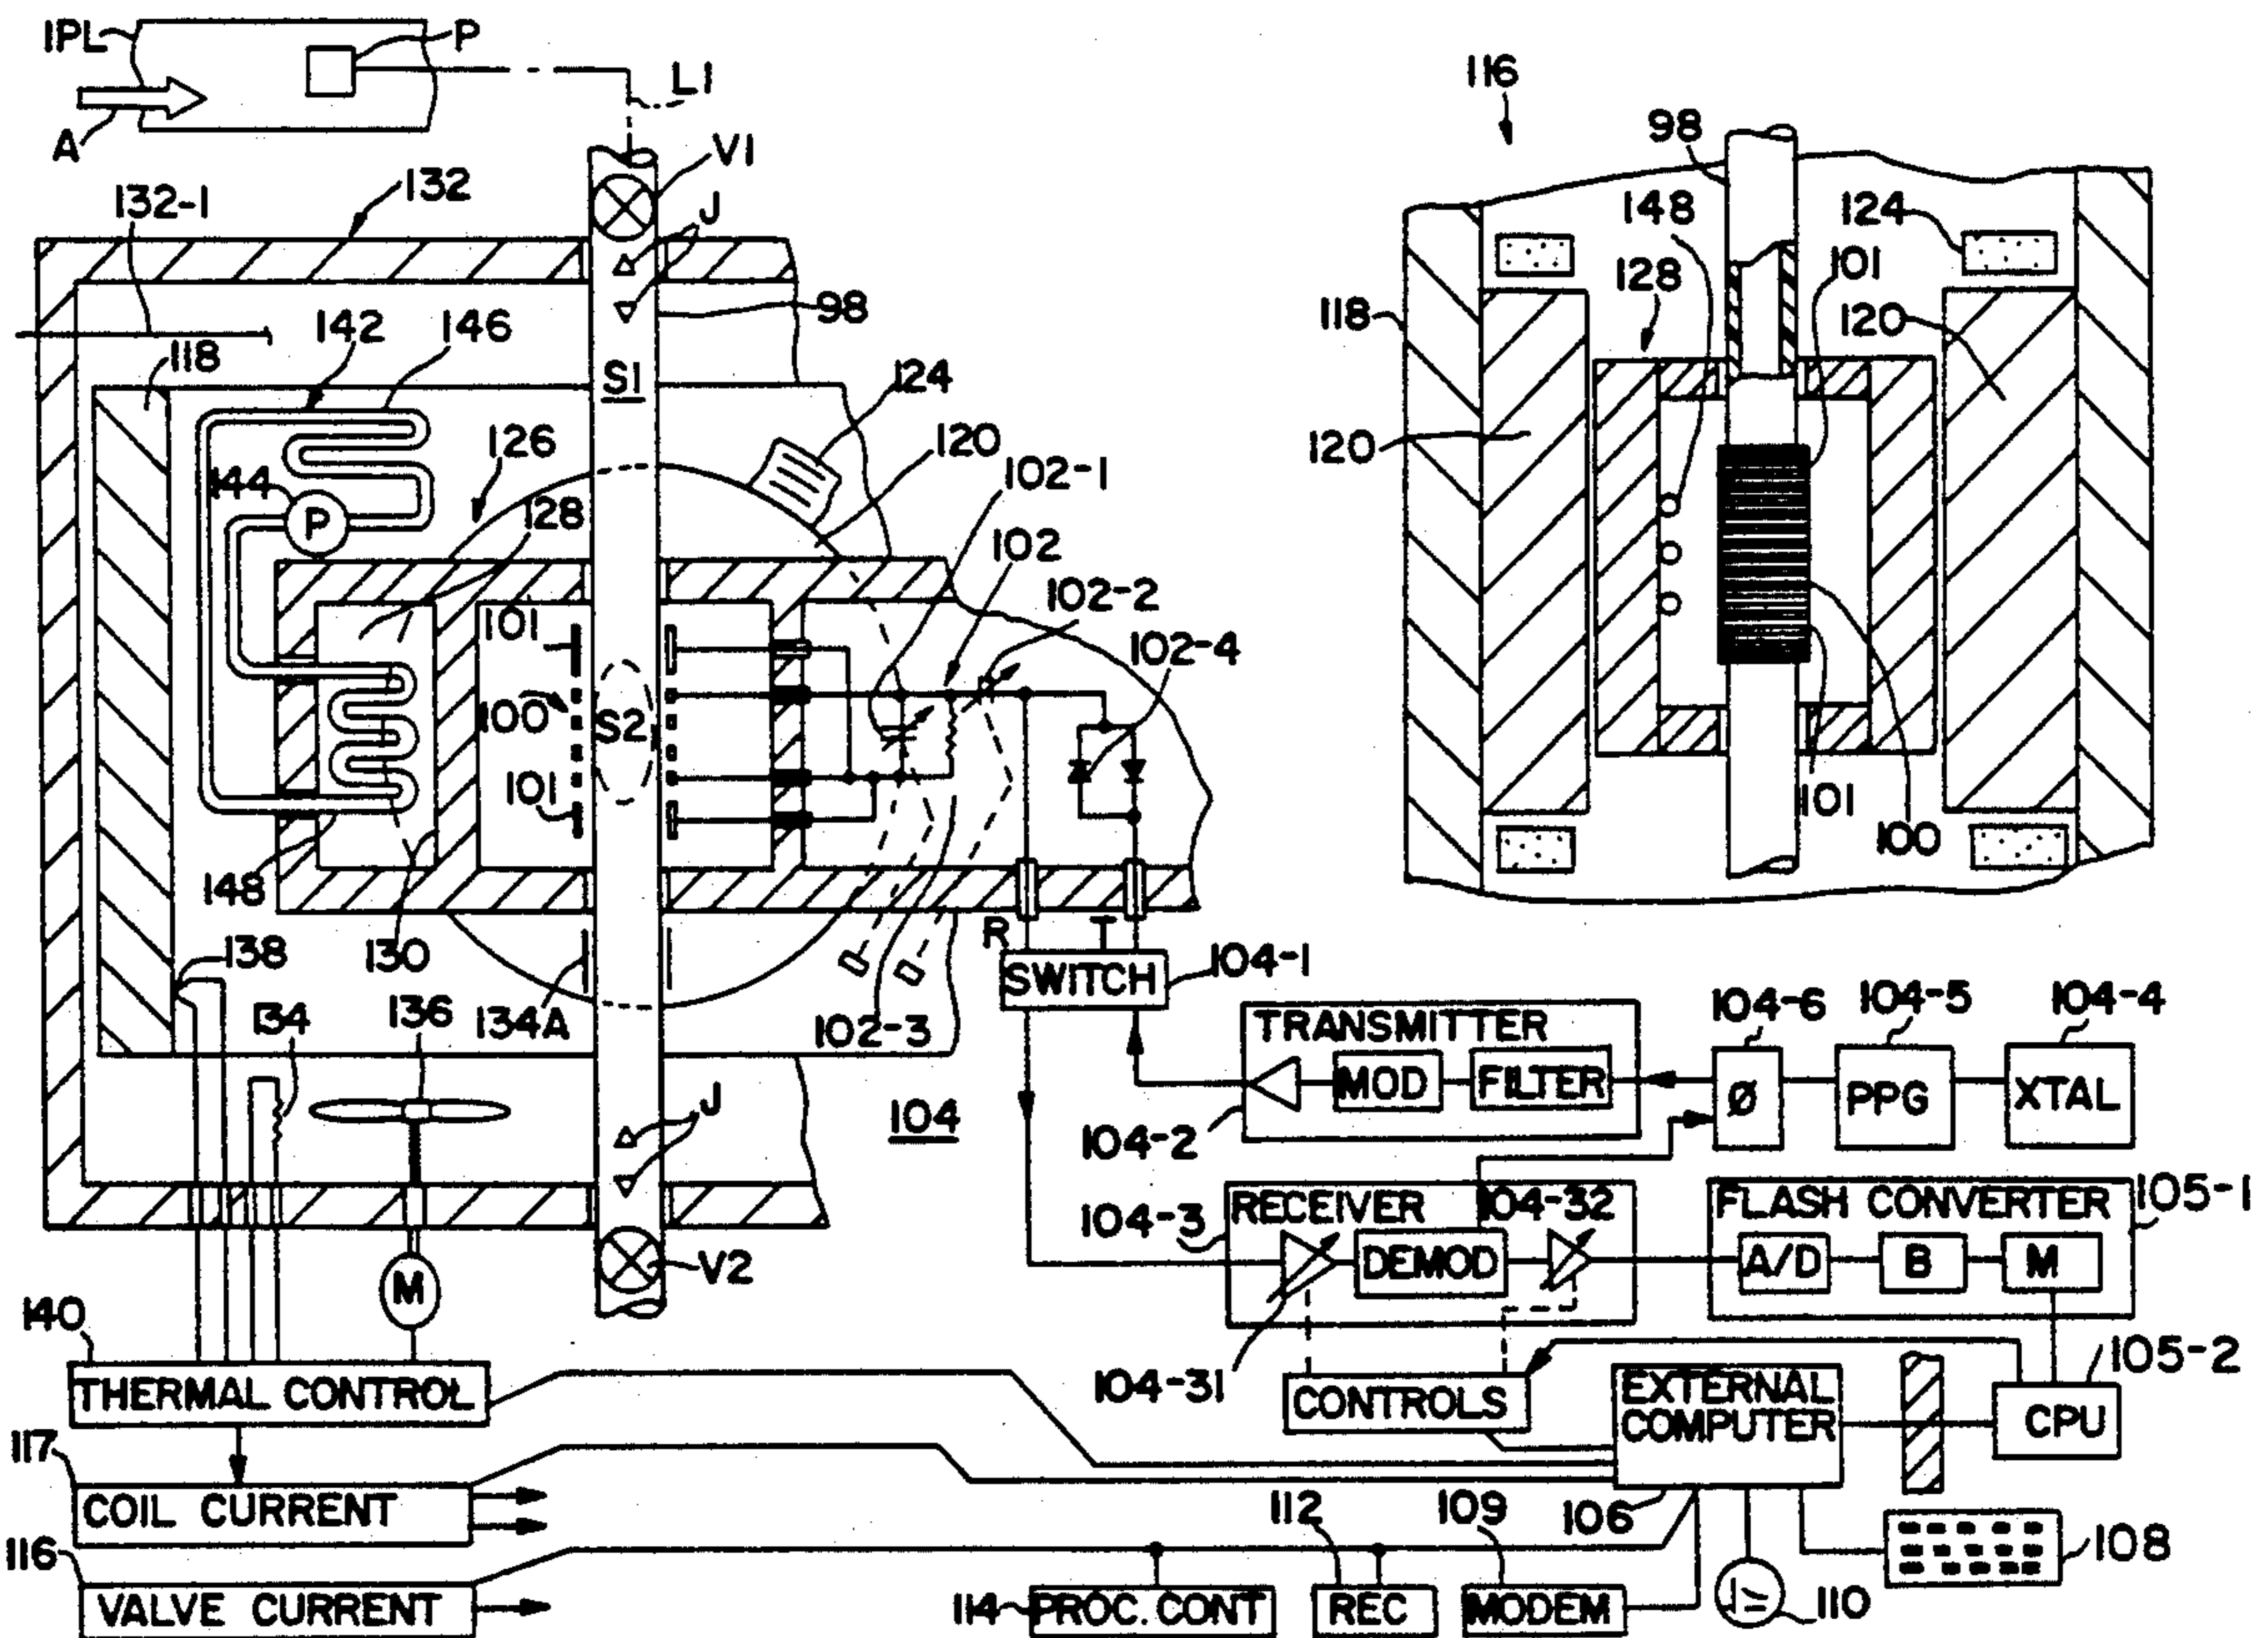 IPL
P
L1
A
V1
132-1
132
J
98
118
142
146
S1
124
144
P
126
128
120
102-1
102
102-2
102-4
101
100
S2
101
148
130
138
134
136
134A
102-3
R
T
SWITCH
104-1
J
104
M
V2
140
THERMAL CONTROL
117
COIL CURRENT
116
VALVE CURRENT
116
98
148
124
128
101
118
120
120
101
100
104-6
104-5
104-4
TRANSMITTER
MOD
FILTER
Ø
PPG
XTAL
104-2
104-3
RECEIVER
104-32
DEMOD
FLASH CONVERTER
105-1
A/D
B
M
104-31
CONTROLS
EXTERNAL
COMPUTER
105-2
CPU
106
112
109
108
114
PROC. CONT
REC
MODEM
110